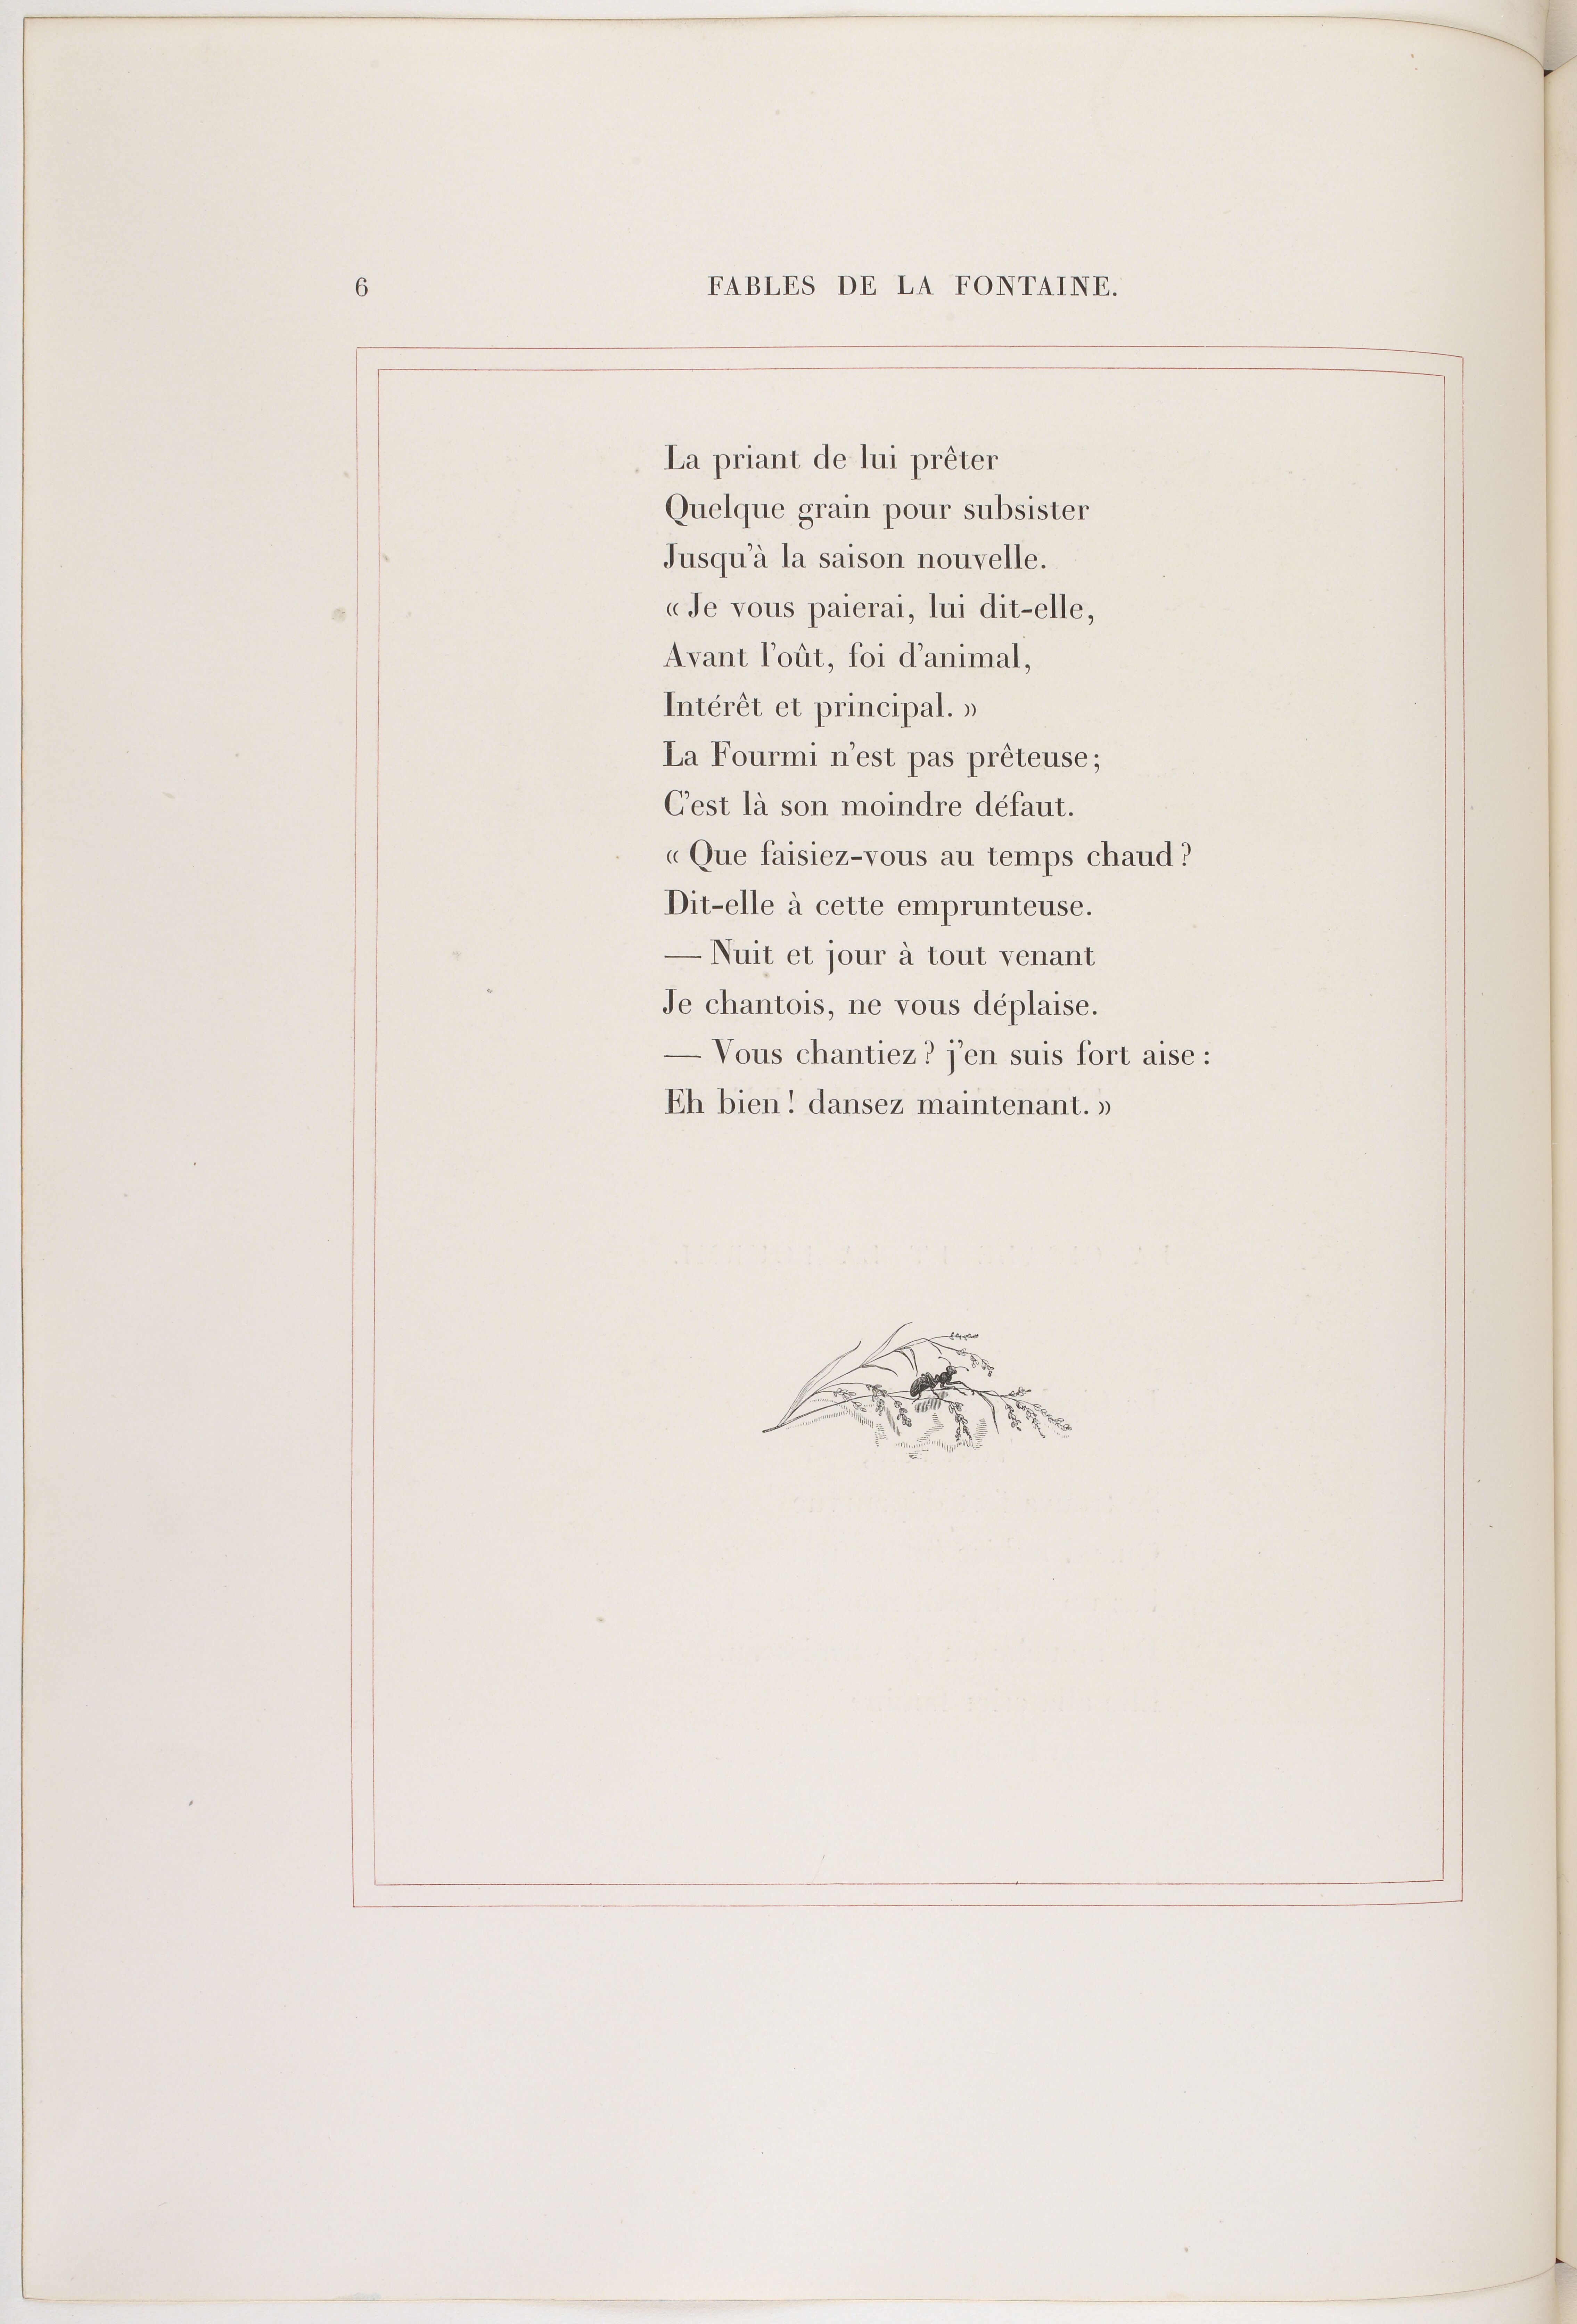 6
FABLES DE LA FONTAINE.
La priant de lui prêter
Quelque grain pour subsister
Jusqu'à la saison nouvelle.
« Je vous paierai, lui dit-elle,
Avant l'oût, foi d'animal,
Intérêt et principal. »
La Fourmi n'est pas prêteuse;
C'est là son moindre défaut.
« Que faisiez-vous au temps chaud?
Dit-elle à cette emprunteuse.
— Nuit et jour à tout venant
Je chantois, ne vous déplaise.
— Vous chantiez? j'en suis fort aise:
Eh bien! dansez maintenant. »